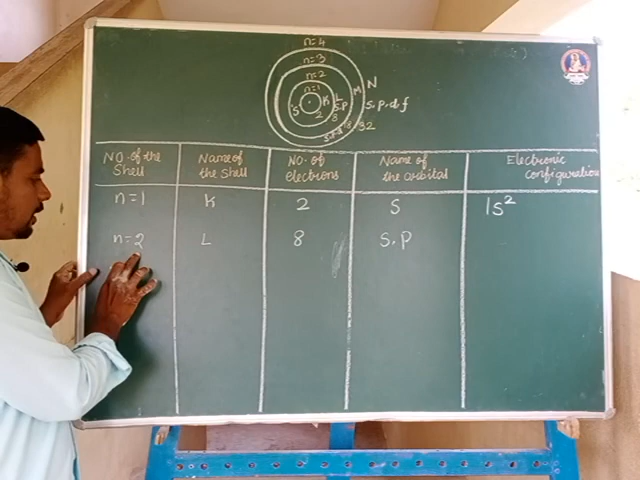 n=4
n=3
n=2
n=1
S K L M N
2 S.P S,P,d,f
8
18
32
NO. of the Shell
Name of the Shell
NO. of electrons
Name of the orbital
Electronic configuration
n=1 K 2 S 1S²
n=2 L 8 S,P